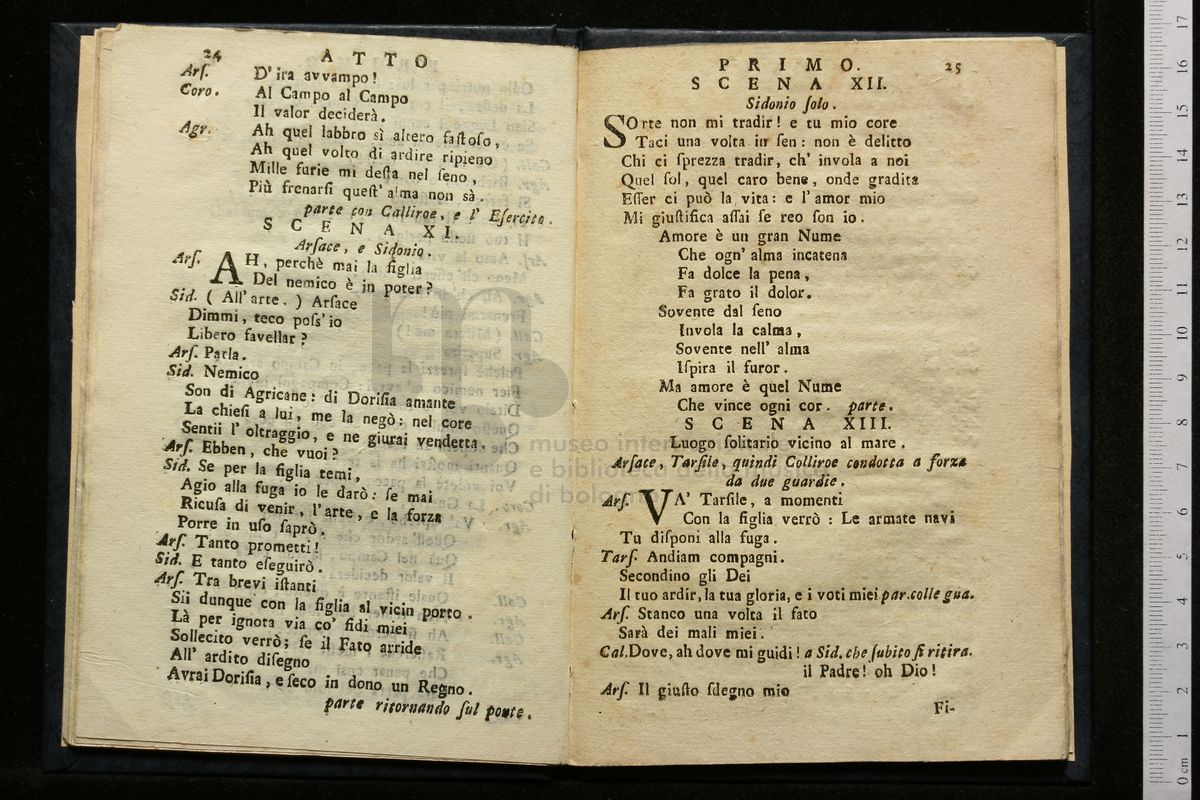 24 ATTO
Arſ. D' ira avvampo!
Coro. Al Campo al Campo
Il valor deciderà.
Agr. Ah quel labbro sì altero faſtoſo,
Ah quel volto di ardire ripieno
Mille furie mi deſta nel ſeno,
Più frenarſi queſt' alma non sà.
parte con Calliroe, e l' Eſercito.
SCENA XI.
Arſace, e Sidonio.
Arſ. AH, perchè mai la figlia
Del nemico è in poter?
Sid. ( All' arte. ) Arſace
Dimmi, teco poſs' io
Libero favellar?
Arſ. Parla.
Sid. Nemico
Son di Agricane: di Doriſia amante
La chieſi a lui, me la negò: nel core
Sentii l' oltraggio, e ne giurai vendetta.
Arſ. Ebben, che vuoi?
Sid. Se per la figlia temi,
Agio alla fuga io le darò: ſe mai
Ricuſa di venir, l'arte, e la forza
Porre in uſo ſaprò.
Arſ. Tanto prometti!
Sid. E tanto eſeguirò.
Arſ. Tra brevi iſtanti
Sii dunque con la figlia al vicin porto.
Là per ignota via co' fidi miei
Sollecito verrò; ſe il Fato arride
All' ardito diſegno
Avrai Doriſia, e ſeco in dono un Regno.
parte ritornando ſul ponte.
PRIMO. 25
SCENA XII.
Sidonio ſolo.
SOrte non mi tradir! e tu mio core
Taci una volta in ſen: non è delitto
Chi ci ſprezza tradir, ch' invola a noi
Quel ſol, quel caro bene, onde gradita
Eſſer ci può la vita: e l' amor mio
Mi giuſtifica aſſai ſe reo ſon io.
Amore è un gran Nume
Che ogn' alma incatena
Fa dolce la pena,
Fa grato il dolor.
Sovente dal ſeno
Invola la calma,
Sovente nell' alma
Iſpira il furor.
Ma amore è quel Nume
Che vince ogni cor. parte.
SCENA XIII.
Luogo ſolitario vicino al mare.
Arſace, Tarſile, quindi Colliroe condotta a forza
da due guardie.
Arſ. VA' Tarſile, a momenti
Con la figlia verrò : Le armate navi
Tu diſponi alla fuga.
Tarſ. Andiam compagni.
Secondino gli Dei
Il tuo ardir, la tua gloria, e i voti miei par.colle gua.
Arſ. Stanco una volta il fato
Sarà dei mali miei.
Cal. Dove, ah dove mi guidi! a Sid. che ſubito ſi ritira.
il Padre! oh Dio!
Arſ. Il giuſto ſdegno mio
Fi-